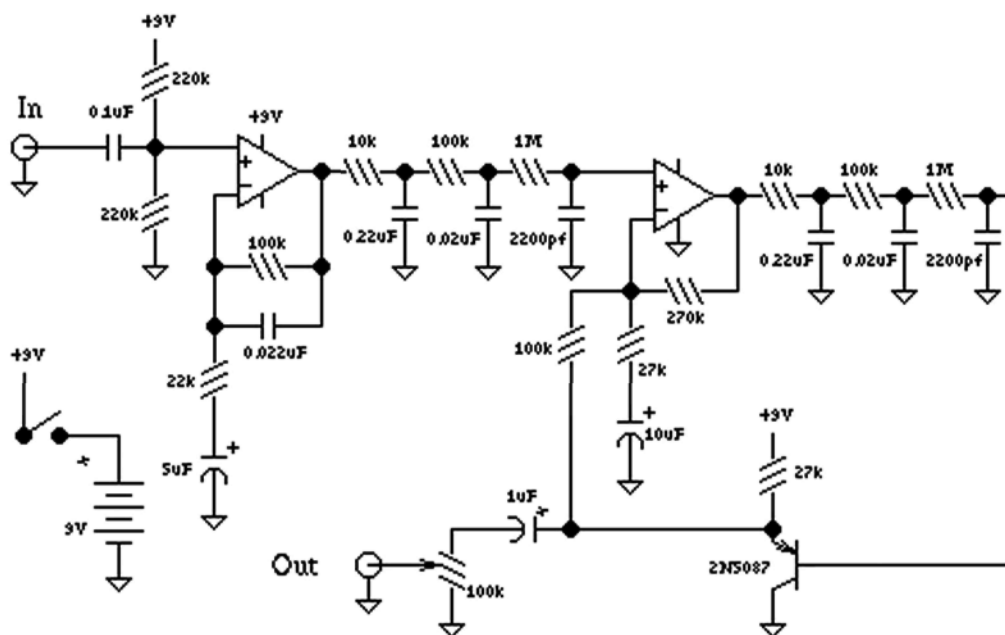 +9V
220k
In
0.1uF
+9V
+
−
220k
100k
0.022uF
22k
+
5uF
10k
100k
1M
0.22uF
0.02uF
2200pf
+
−
270k
100k
27k
+
10uF
10k
100k
1M
0.22uF
0.02uF
2200pf
+9V
+
9V
+9V
27k
1uF
+
Out
100k
2N5087